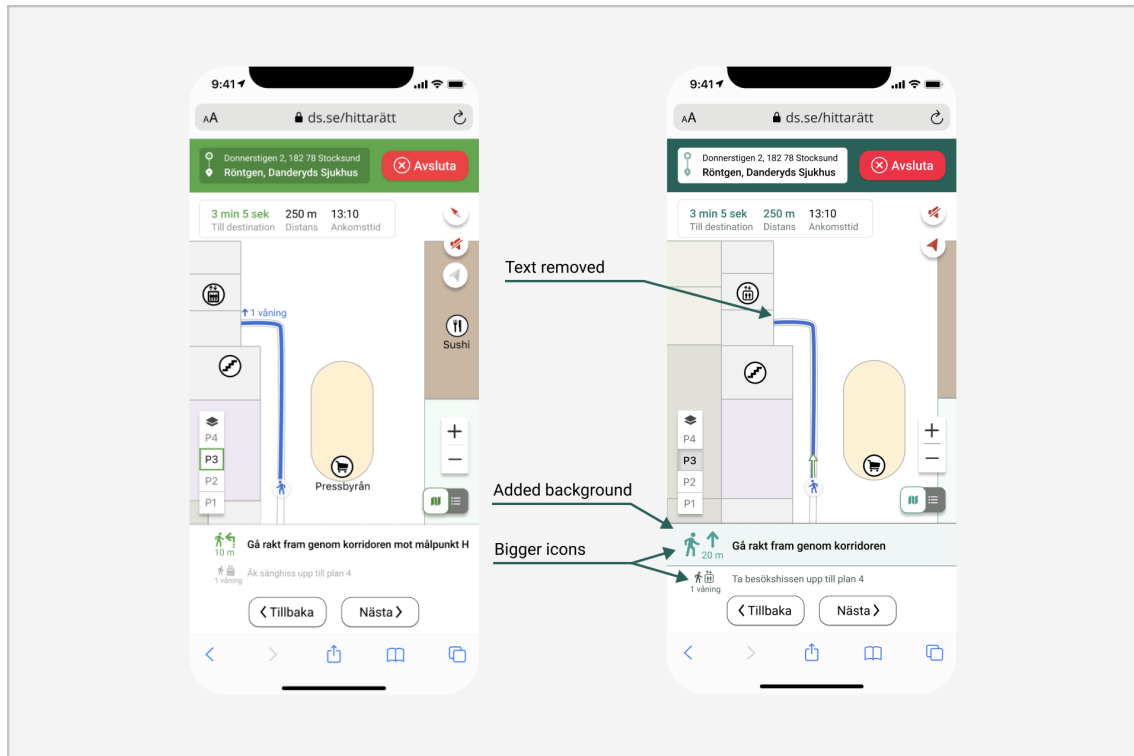 9:41
AA ds.se/hittarätt
Donnerstigen 2, 182 78 Stocksund
Röntgen, Danderyds Sjukhus
Avsluta
3 min 5 sek 250 m 13:10
Till destination Distans Ankomsttid
1 våning
Sushi
P4
P3
P2
P1
+
−
Pressbyrån
10 m
Gå rakt fram genom korridoren mot målpunkt H
1 våning
Åk sänghiss upp till plan 4
Tillbaka
Nästa
Text removed
Added background
Bigger icons
9:41
AA ds.se/hittarätt
Donnerstigen 2, 182 78 Stocksund
Röntgen, Danderyds Sjukhus
Avsluta
3 min 5 sek 250 m 13:10
Till destination Distans Ankomsttid
P4
P3
P2
P1
+
−
20 m
Gå rakt fram genom korridoren
1 våning
Ta besökshissen upp till plan 4
Tillbaka
Nästa